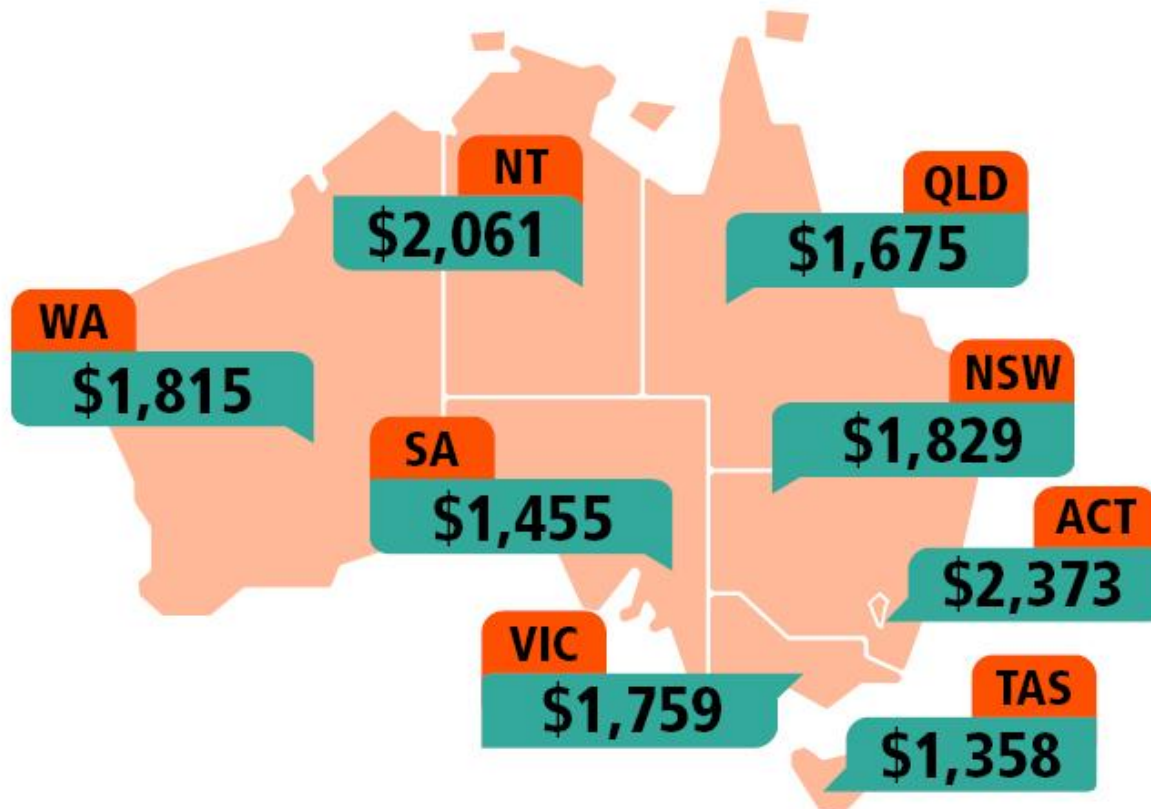 NT
$2,061
QLD
$1,675
WA
$1,815
NSW
$1,829
SA
$1,455
ACT
$2,373
VIC
$1,759
TAS
$1,358